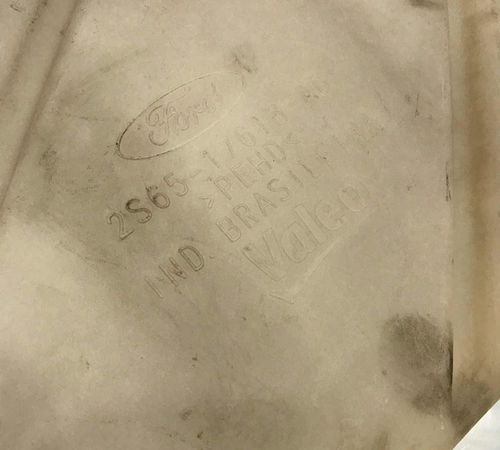 Ford
2S65-17618
>PEHD<
IND. BRASIL
Valeo